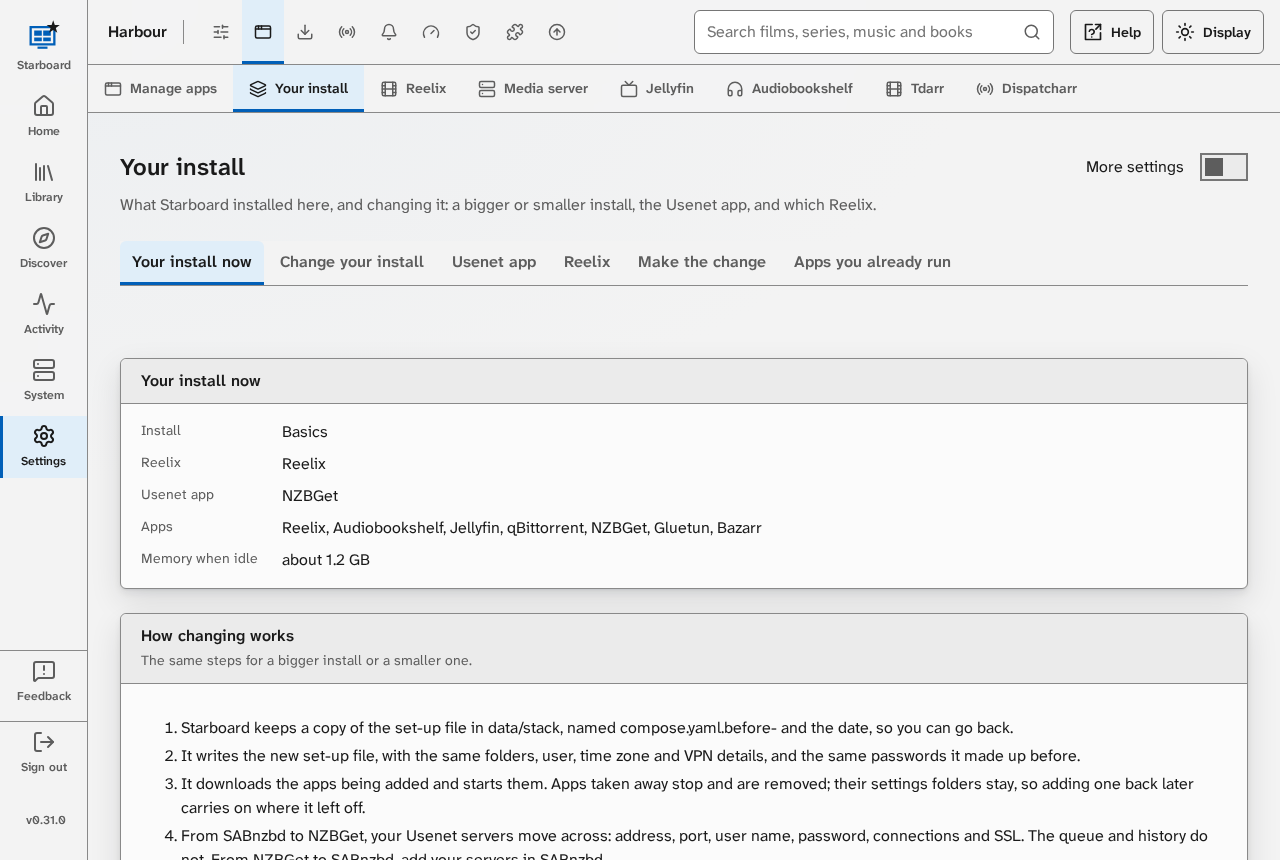 Starboard
Home
Library
Discover
Activity
System
Settings
Feedback
Sign out
v0.31.0
Harbour
Search films, series, music and books
Help
Display
Manage apps
Your install
Reelix
Media server
Jellyfin
Audiobookshelf
Tdarr
Dispatcharr
Your install
More settings
What Starboard installed here, and changing it: a bigger or smaller install, the Usenet app, and which Reelix.
Your install now
Change your install
Usenet app
Reelix
Make the change
Apps you already run
Your install now
Install Basics
Reelix Reelix
Usenet app NZBGet
Apps Reelix, Audiobookshelf, Jellyfin, qBittorrent, NZBGet, Gluetun, Bazarr
Memory when idle about 1.2 GB
How changing works
The same steps for a bigger install or a smaller one.
1. Starboard keeps a copy of the set-up file in data/stack, named compose.yaml.before- and the date, so you can go back.
2. It writes the new set-up file, with the same folders, user, time zone and VPN details, and the same passwords it made up before.
3. It downloads the apps being added and starts them. Apps taken away stop and are removed; their settings folders stay, so adding one back later
carries on where it left off.
4. From SABnzbd to NZBGet, your Usenet servers move across: address, port, user name, password, connections and SSL. The queue and history do
not. From NZBGet to SABnzbd, add your servers in SABnzbd.